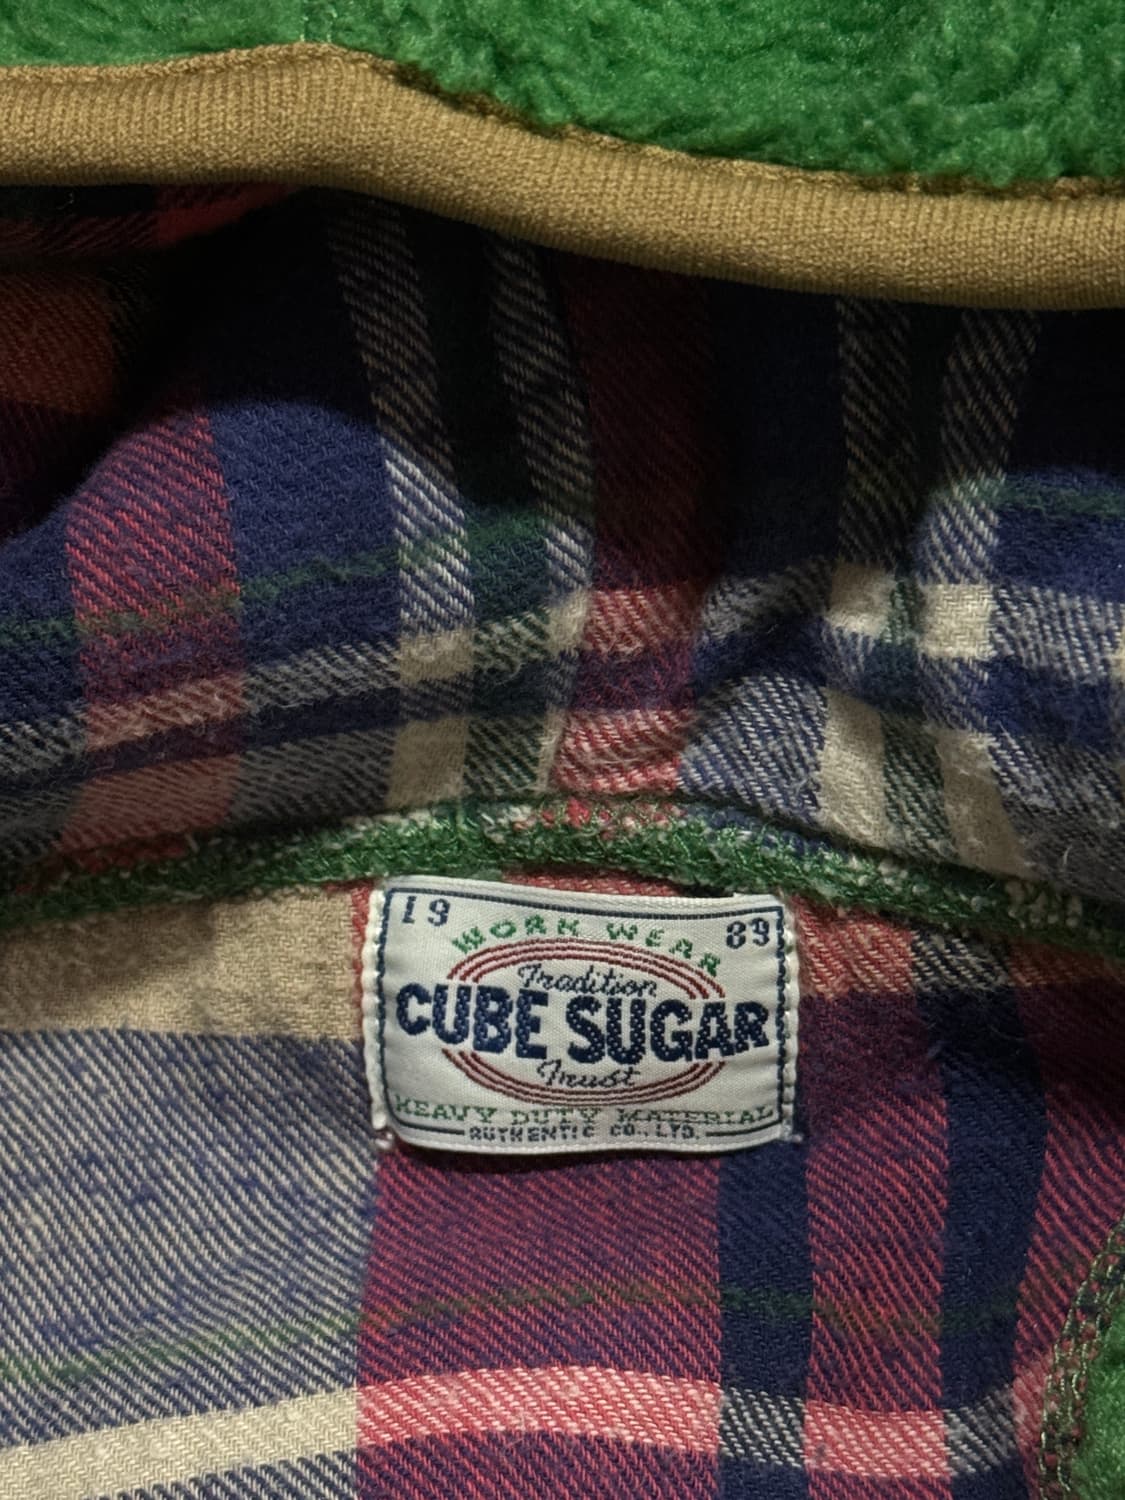 19 89
WORK WEAR
Tradition
CUBE SUGAR
Trust
HEAVY DUTY MATERIAL
AUTHENTIC CO., LTD.